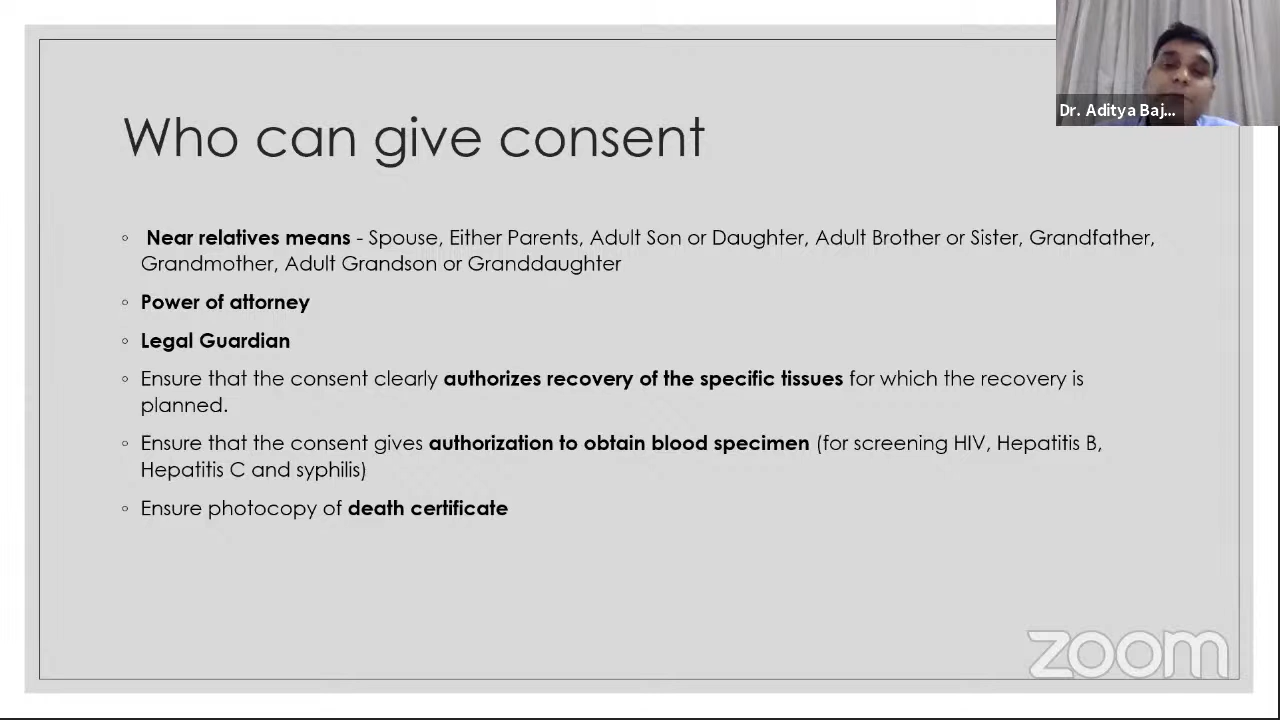 Dr. Aditya Baj...
Who can give consent
◦ Near relatives means - Spouse, Either Parents, Adult Son or Daughter, Adult Brother or Sister, Grandfather,
Grandmother, Adult Grandson or Granddaughter
◦ Power of attorney
◦ Legal Guardian
◦ Ensure that the consent clearly authorizes recovery of the specific tissues for which the recovery is
planned.
◦ Ensure that the consent gives authorization to obtain blood specimen (for screening HIV, Hepatitis B,
Hepatitis C and syphilis)
◦ Ensure photocopy of death certificate
zoom